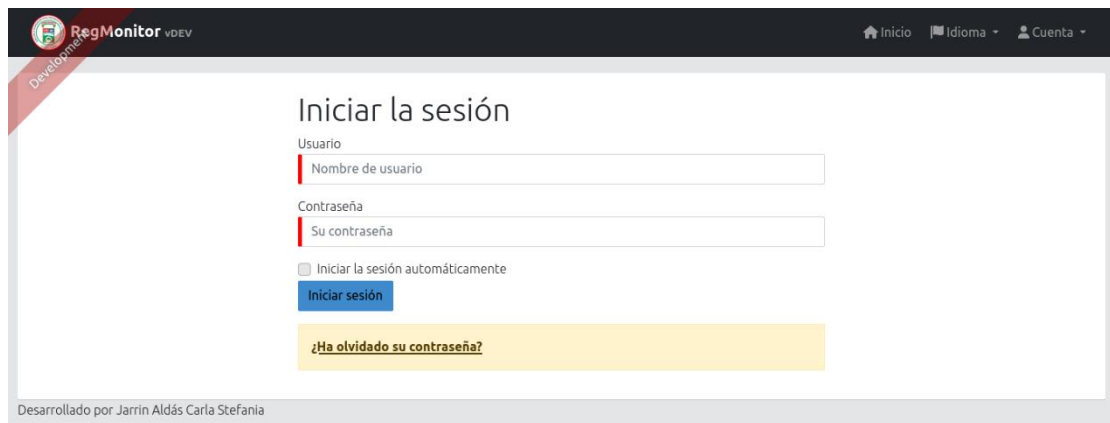 RegMonitor vDEV
Inicio Idioma Cuenta
Development
Iniciar la sesión
Usuario
Nombre de usuario
Contraseña
Su contraseña
Iniciar la sesión automáticamente
Iniciar sesión
¿Ha olvidado su contraseña?
Desarrollado por Jarrin Aldás Carla Stefania